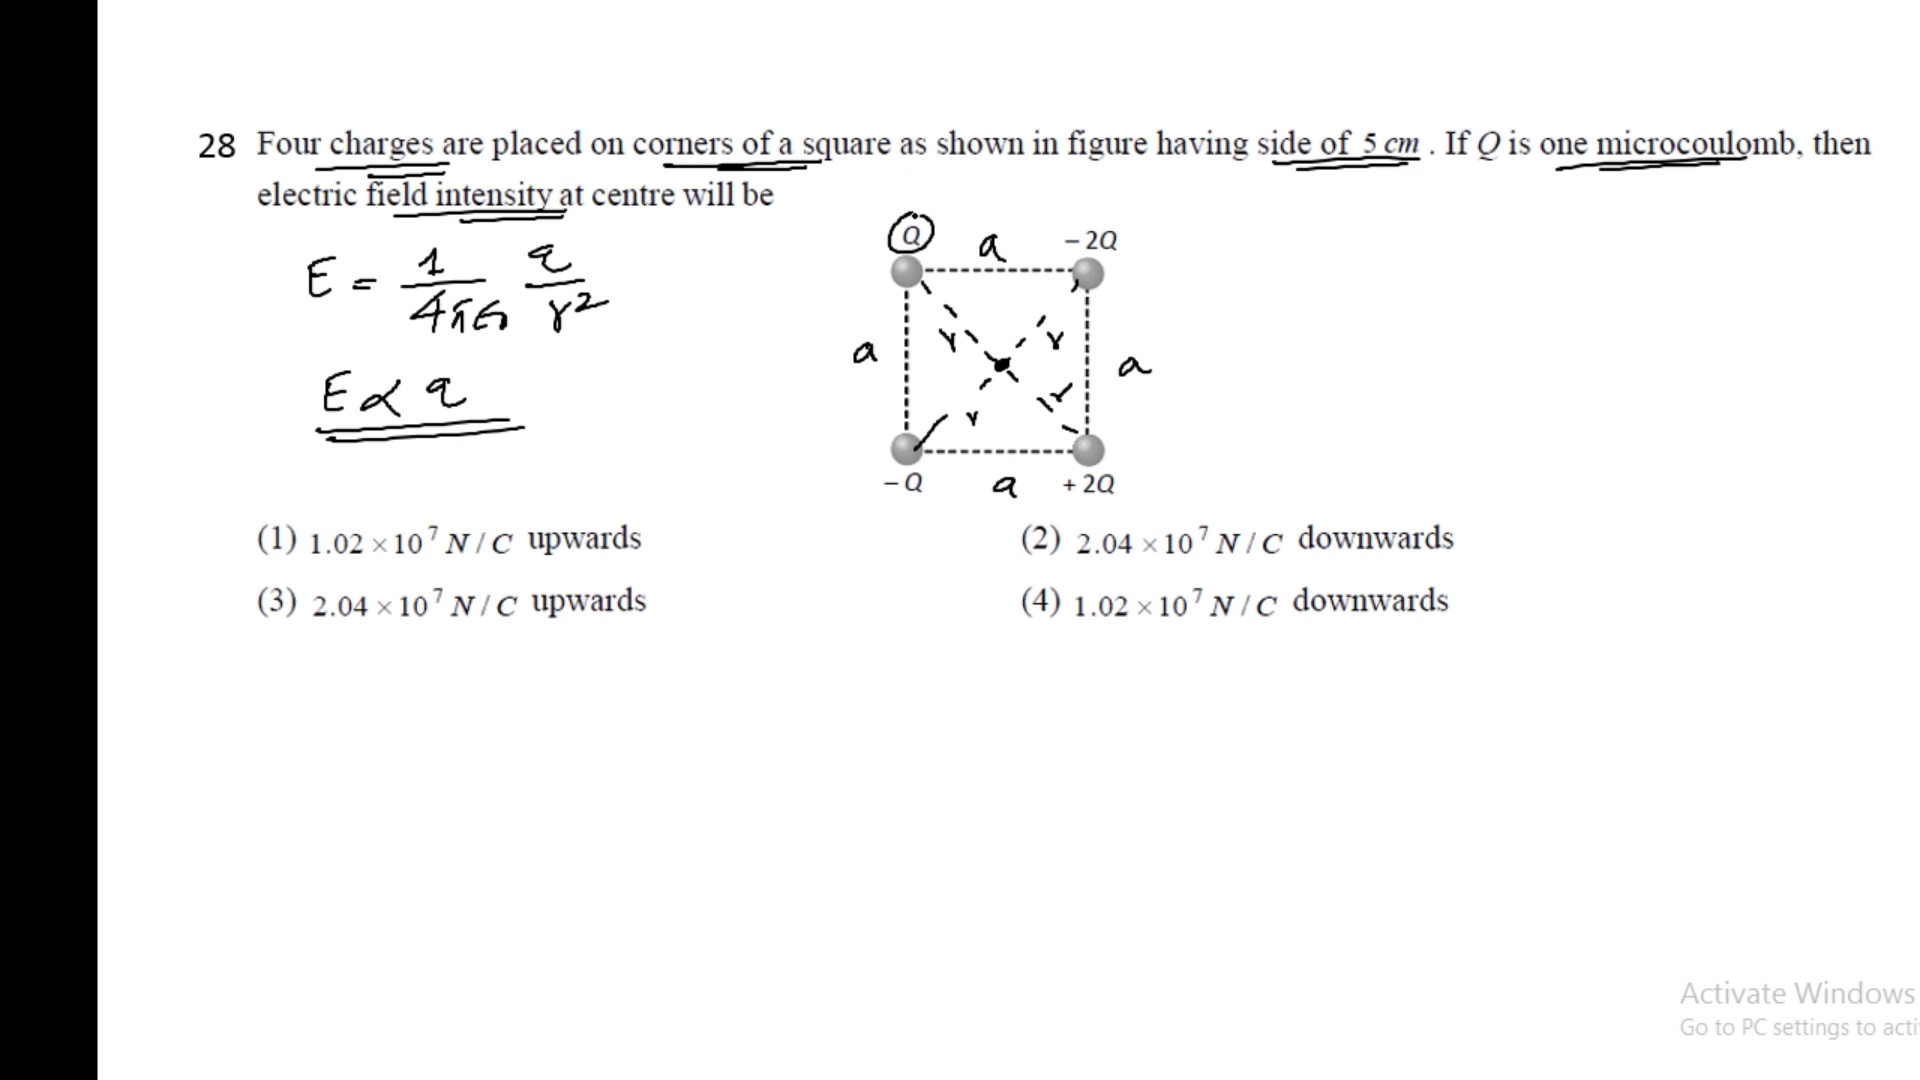 28 Four charges are placed on corners of a square as shown in figure having side of 5 cm . If Q is one microcoulomb, then
electric field intensity at centre will be
Q a – 2Q
E = 1/4πε₀ q/r²
r r
a a
E ∝ q
r r
– Q a + 2Q
(1) 1.02 × 10⁷ N / C upwards (2) 2.04 × 10⁷ N / C downwards
(3) 2.04 × 10⁷ N / C upwards (4) 1.02 × 10⁷ N / C downwards
Activate Windows
Go to PC settings to acti